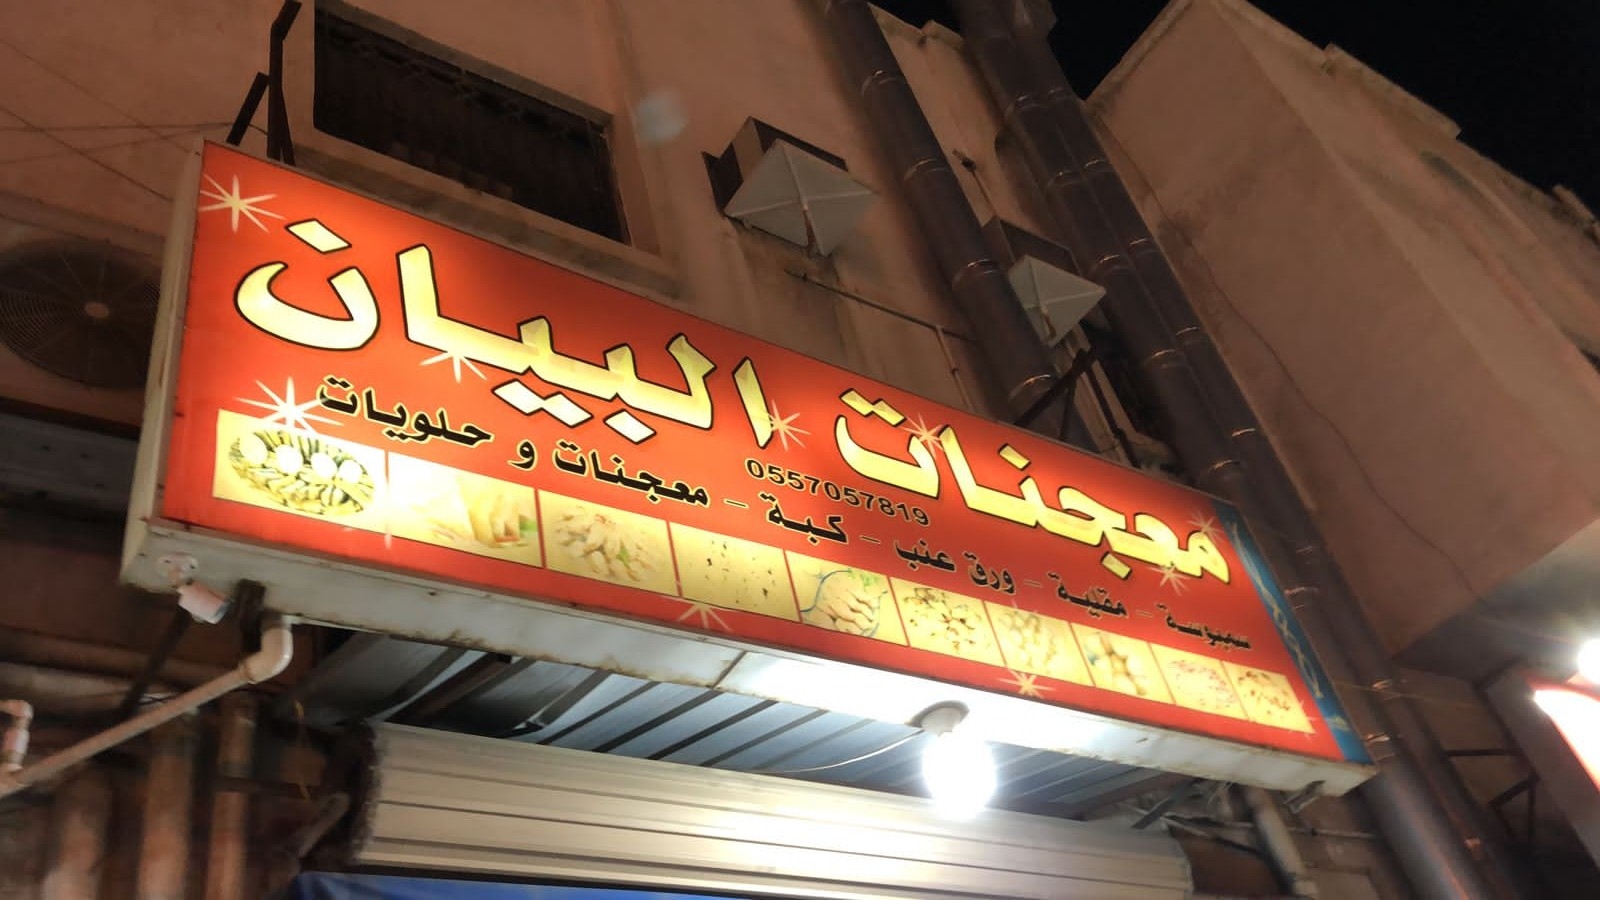 معجنات البيان
0557057819
سمبوسة - مقلية - ورق عنب - كبة - معجنات و حلويات